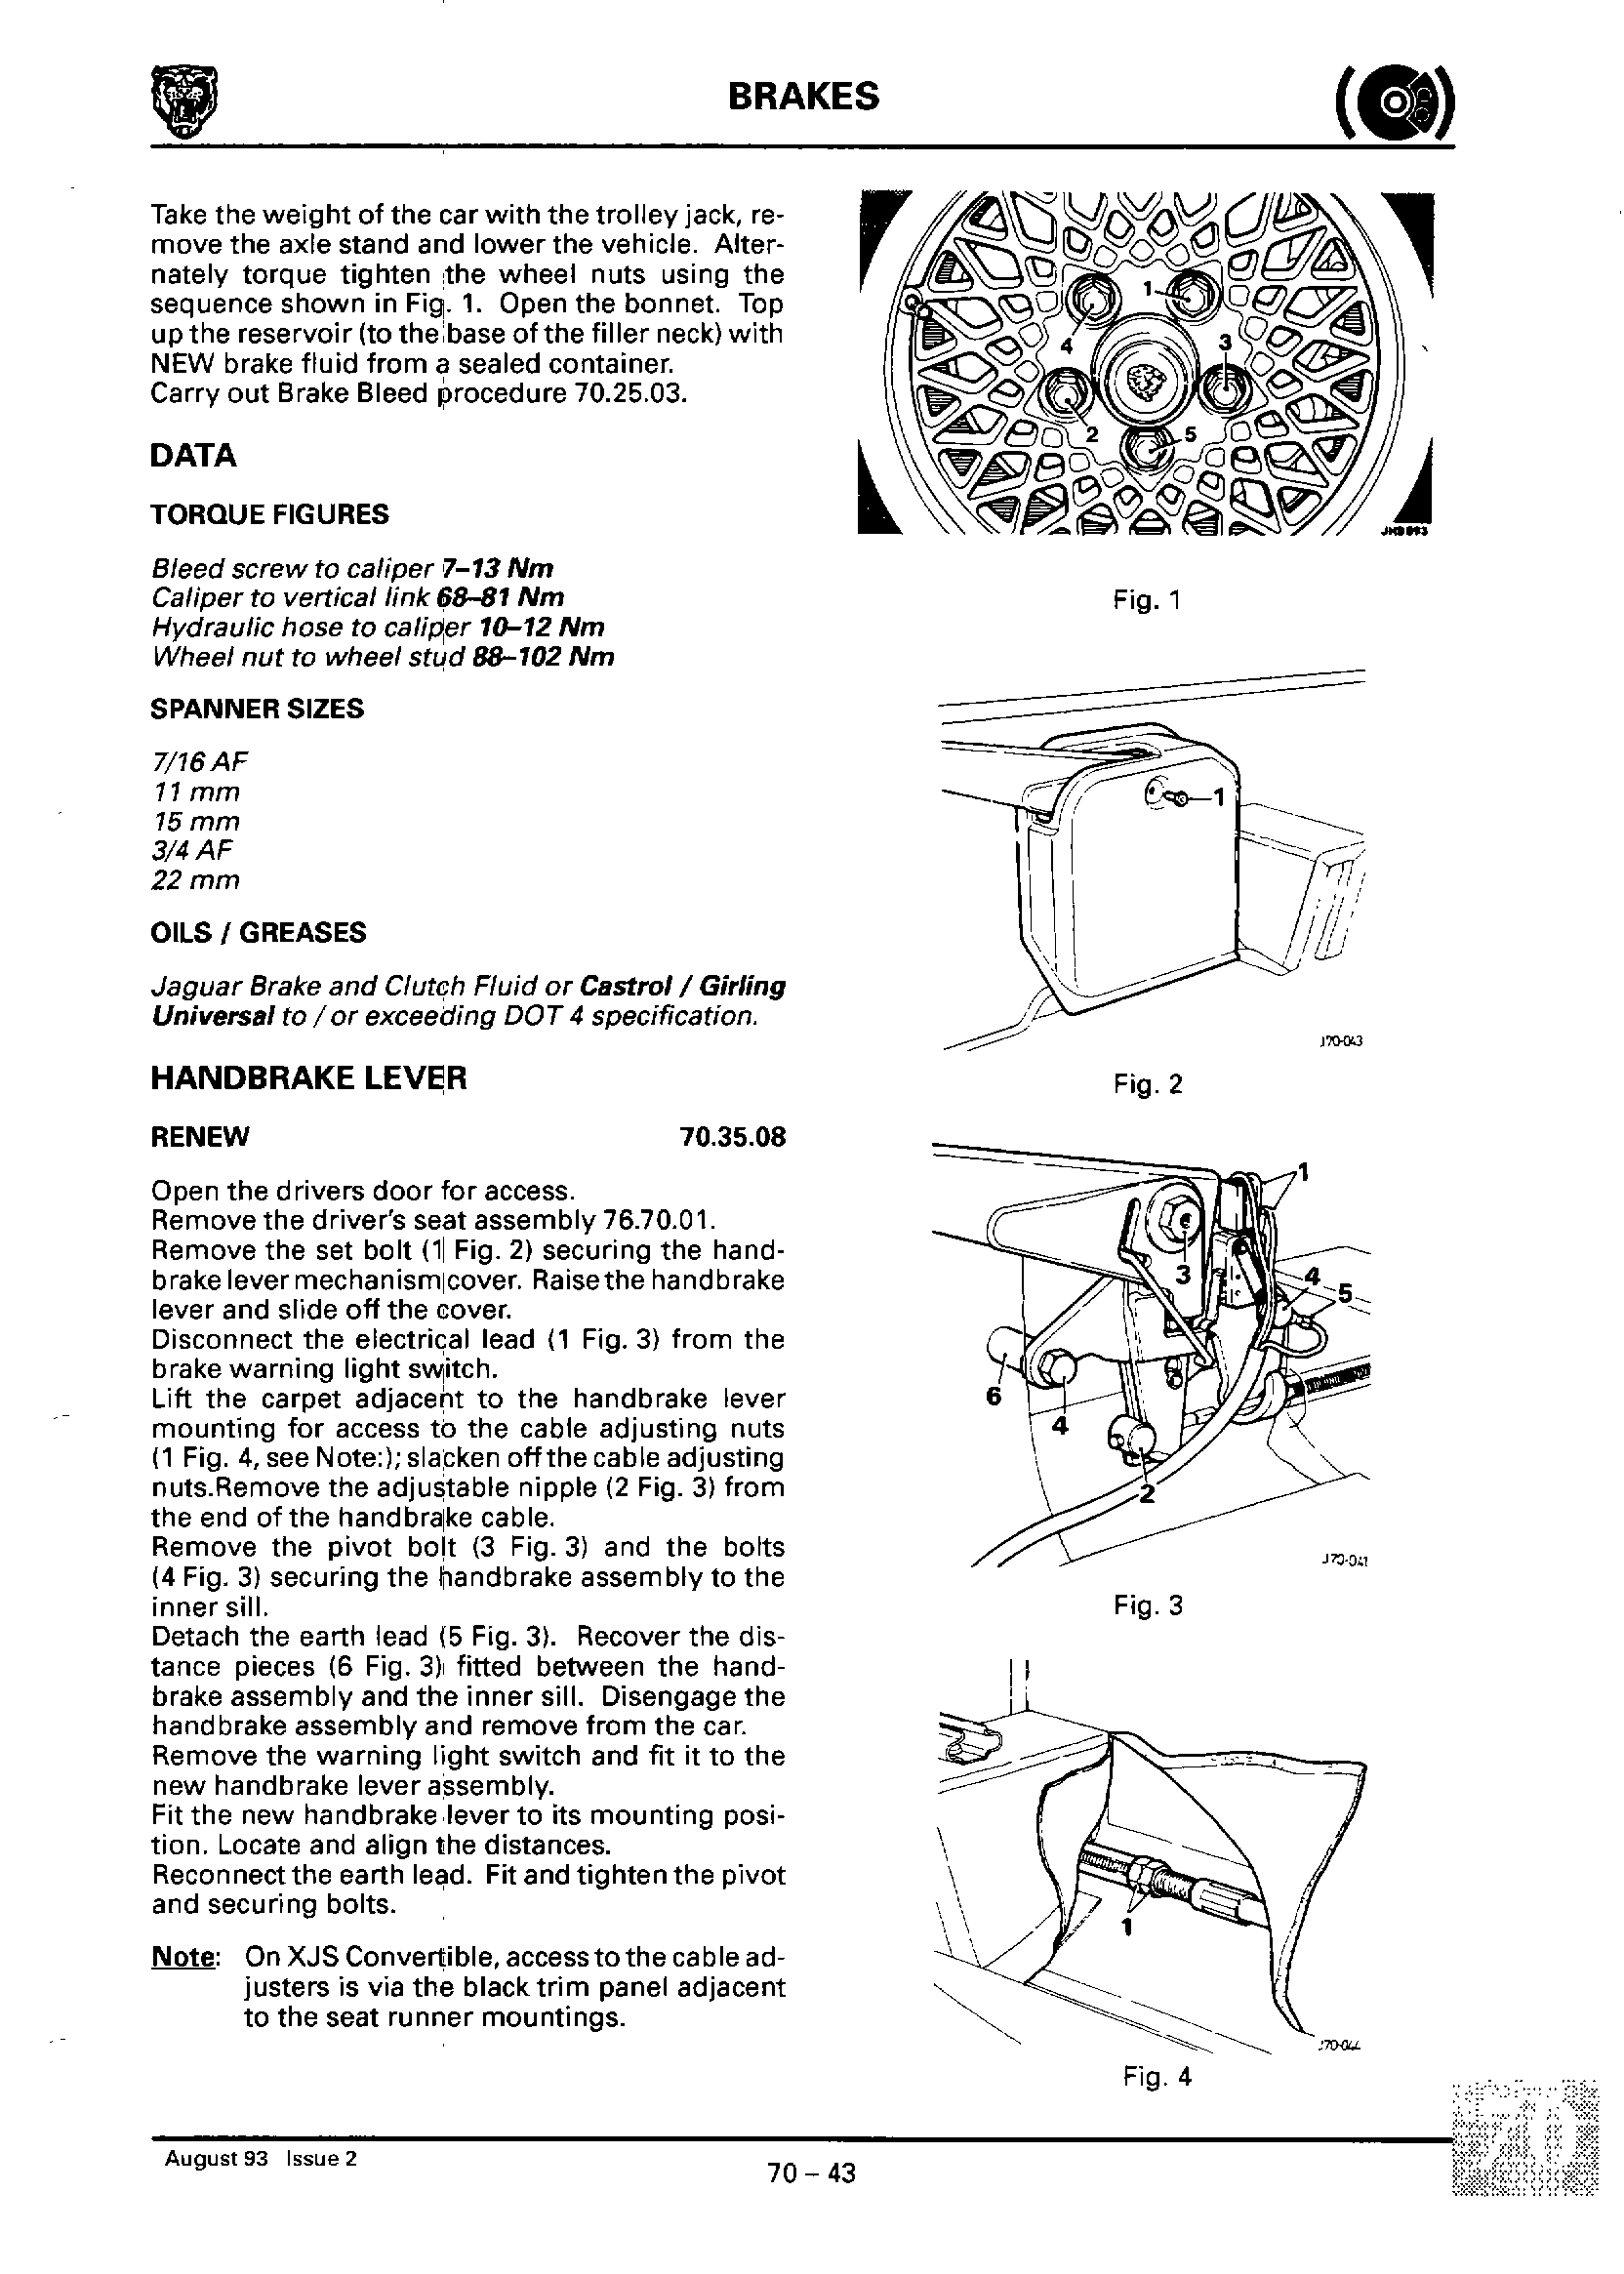 BRAKES
Take the weight of the car with the trolley jack, re-
move the axle stand and lower the vehicle. Alter-
nately torque tighten the wheel nuts using the
sequence shown in Fig. 1. Open the bonnet. Top
up the reservoir (to the base of the filler neck) with
NEW brake fluid from a sealed container.
Carry out Brake Bleed procedure 70.25.03.
DATA
TORQUE FIGURES
Bleed screw to caliper 7–13 Nm
Caliper to vertical link 68–81 Nm
Hydraulic hose to caliper 10–12 Nm
Wheel nut to wheel stud 88–102 Nm
SPANNER SIZES
7/16 AF
11 mm
15 mm
3/4 AF
22 mm
OILS / GREASES
Jaguar Brake and Clutch Fluid or Castrol / Girling
Universal to / or exceeding DOT 4 specification.
HANDBRAKE LEVER
RENEW 70.35.08
Open the drivers door for access.
Remove the driver's seat assembly 76.70.01.
Remove the set bolt (1 Fig. 2) securing the hand-
brake lever mechanism cover. Raise the handbrake
lever and slide off the cover.
Disconnect the electrical lead (1 Fig. 3) from the
brake warning light switch.
Lift the carpet adjacent to the handbrake lever
mounting for access to the cable adjusting nuts
(1 Fig. 4, see Note:); slacken off the cable adjusting
nuts.Remove the adjustable nipple (2 Fig. 3) from
the end of the handbrake cable.
Remove the pivot bolt (3 Fig. 3) and the bolts
(4 Fig. 3) securing the handbrake assembly to the
inner sill.
Detach the earth lead (5 Fig. 3). Recover the dis-
tance pieces (6 Fig. 3) fitted between the hand-
brake assembly and the inner sill. Disengage the
handbrake assembly and remove from the car.
Remove the warning light switch and fit it to the
new handbrake lever assembly.
Fit the new handbrake lever to its mounting posi-
tion. Locate and align the distances.
Reconnect the earth lead. Fit and tighten the pivot
and securing bolts.
Note: On XJS Convertible, access to the cable ad-
justers is via the black trim panel adjacent
to the seat runner mountings.
1
4
3
2
5
Fig. 1
1
J70-043
Fig. 2
1
3
4
5
6
4
2
J70-041
Fig. 3
1
J70-044
Fig. 4
August 93 Issue 2
70 – 43
70